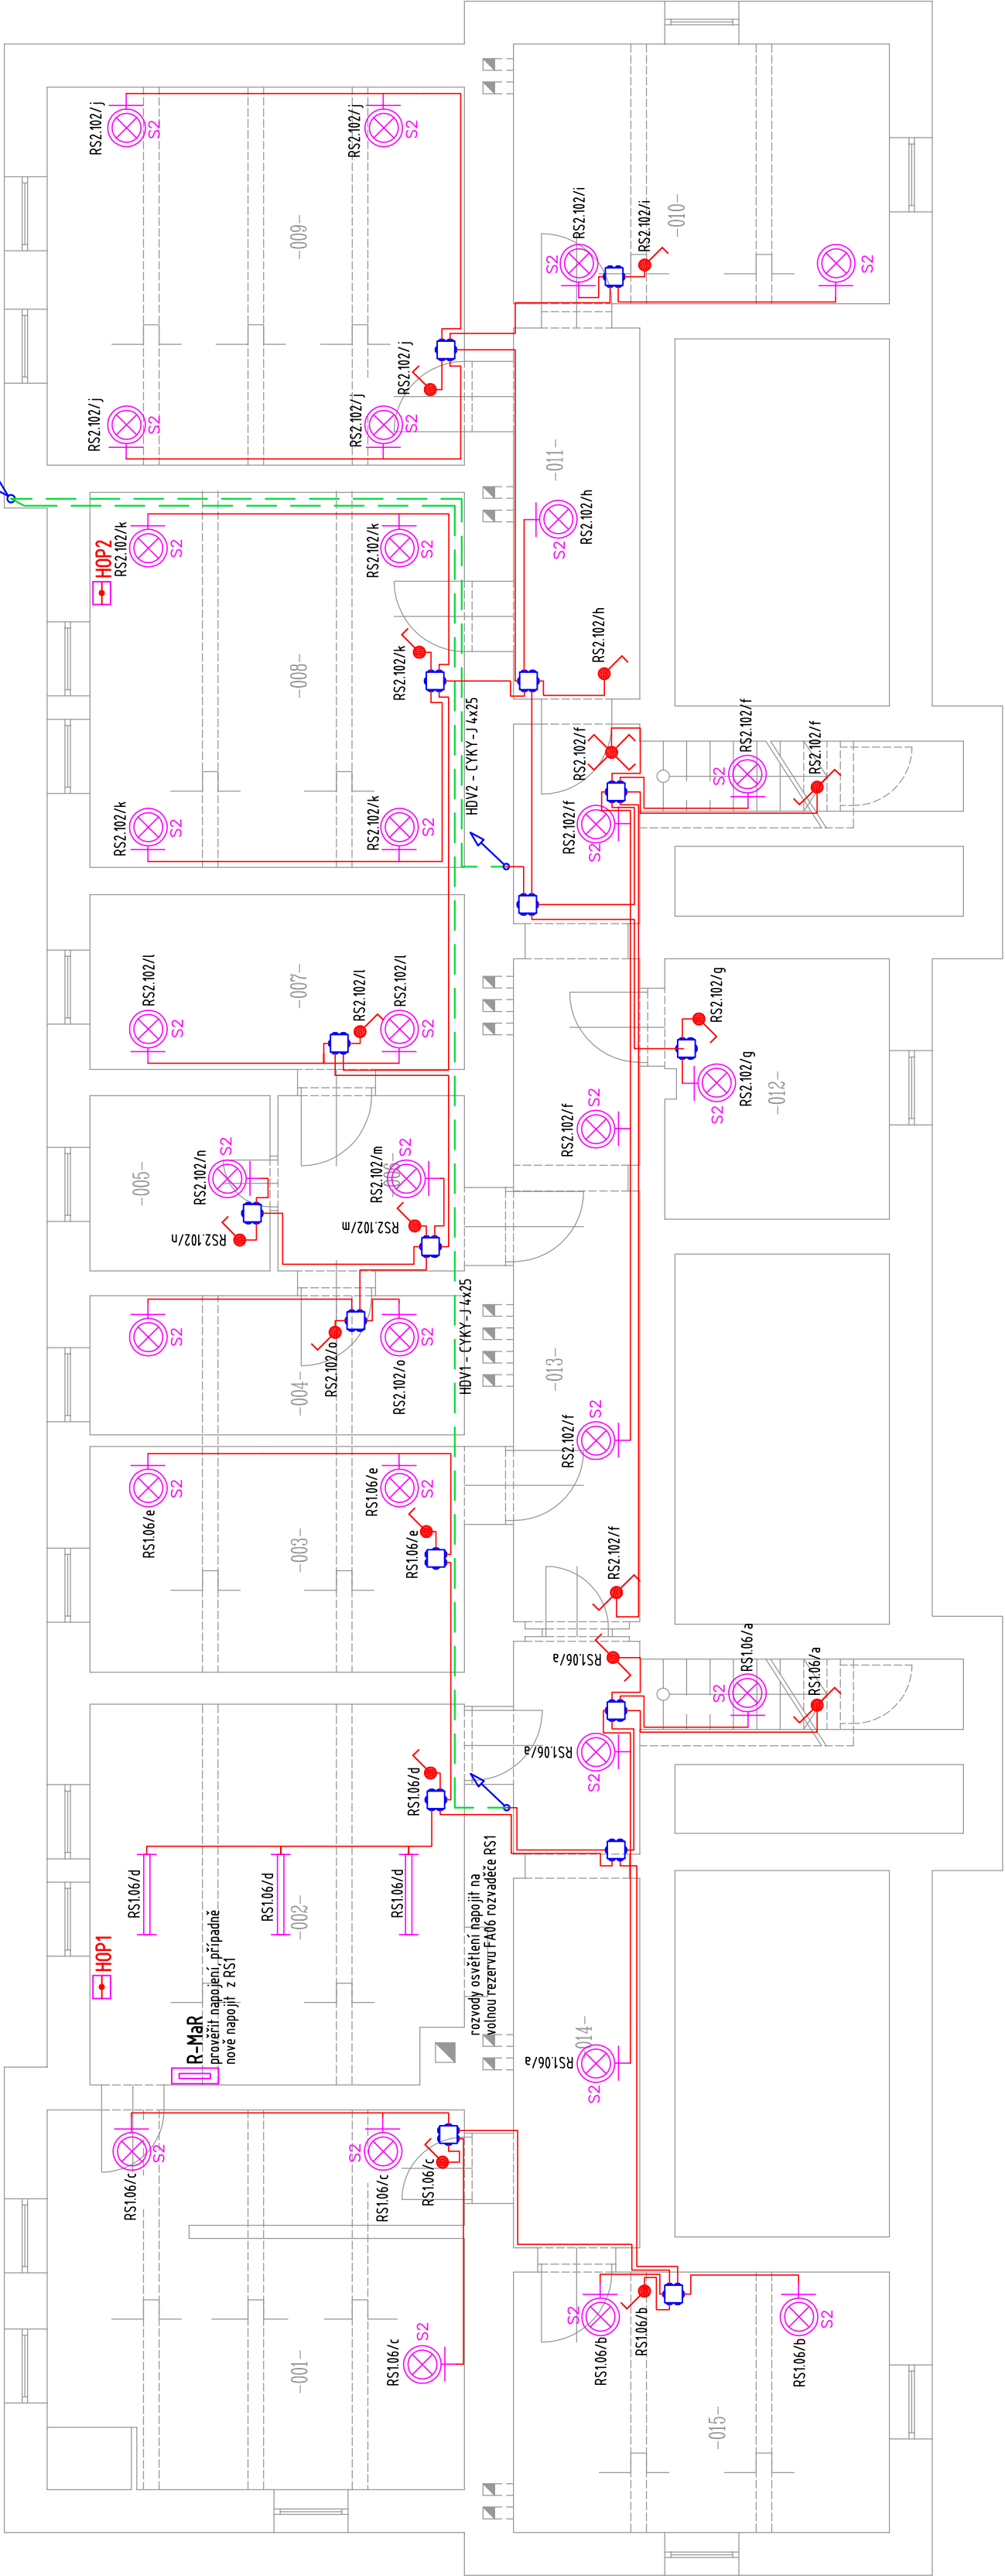 RS2.102/j
S2
RS2.102/j
S2
-009-
RS2.102/i
S2
RS2.102/i
-010-
S2
RS2.102/j
RS2.102/j
S2
RS2.102/j
S2
-011-
HOP2
RS2.102/k
S2
RS2.102/k
S2
S2
RS2.102/h
-008-
RS2.102/k
RS2.102/h
HDV2 - CYKY-J 4x25
RS2.102/f
RS2.102/f
S2
RS2.102/f
RS2.102/k
S2
RS2.102/k
S2
RS2.102/f
S2
RS2.102/l
S2
-007-
RS2.102/l
RS2.102/l
S2
RS2.102/g
RS2.102/g
S2
-012-
RS2.102/f
S2
-005-
RS2.102/n
S2
RS2.102/n
RS2.102/m
S2
RS2.102/m
S2
-004-
RS2.102/o
RS2.102/o
S2
HDV1 - CYKY-J 4x25
-013-
RS2.102/f
S2
RS1.06/e
S2
-003-
RS1.06/e
S2
RS1.06/e
RS2.102/f
RS1.06/a
RS1.06/a
S2
RS1.06/a
RS1.06/d
RS1.06/a
S2
HOP1
RS1.06/d
RS1.06/d
RS1.06/d
-002-
R-MaR
prověřit napojení, případně
nově napojit z RS1
rozvody osvětlení napojit na
volnou rezervu FA06 rozvaděče RS1
-014-
RS1.06/a
S2
RS1.06/c
S2
RS1.06/c
S2
RS1.06/c
-001-
RS1.06/c
S2
RS1.06/b
S2
RS1.06/b
RS1.06/b
S2
-015-